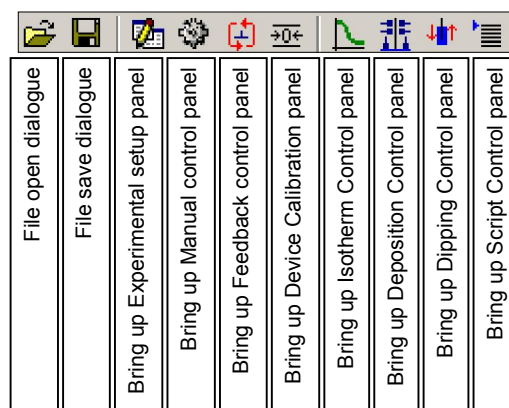 →0←
File open dialogue
File save dialogue
Bring up Experimental setup panel
Bring up Manual control panel
Bring up Feedback control panel
Bring up Device Calibration panel
Bring up Isotherm Control panel
Bring up Deposition Control panel
Bring up Dipping Control panel
Bring up Script Control panel